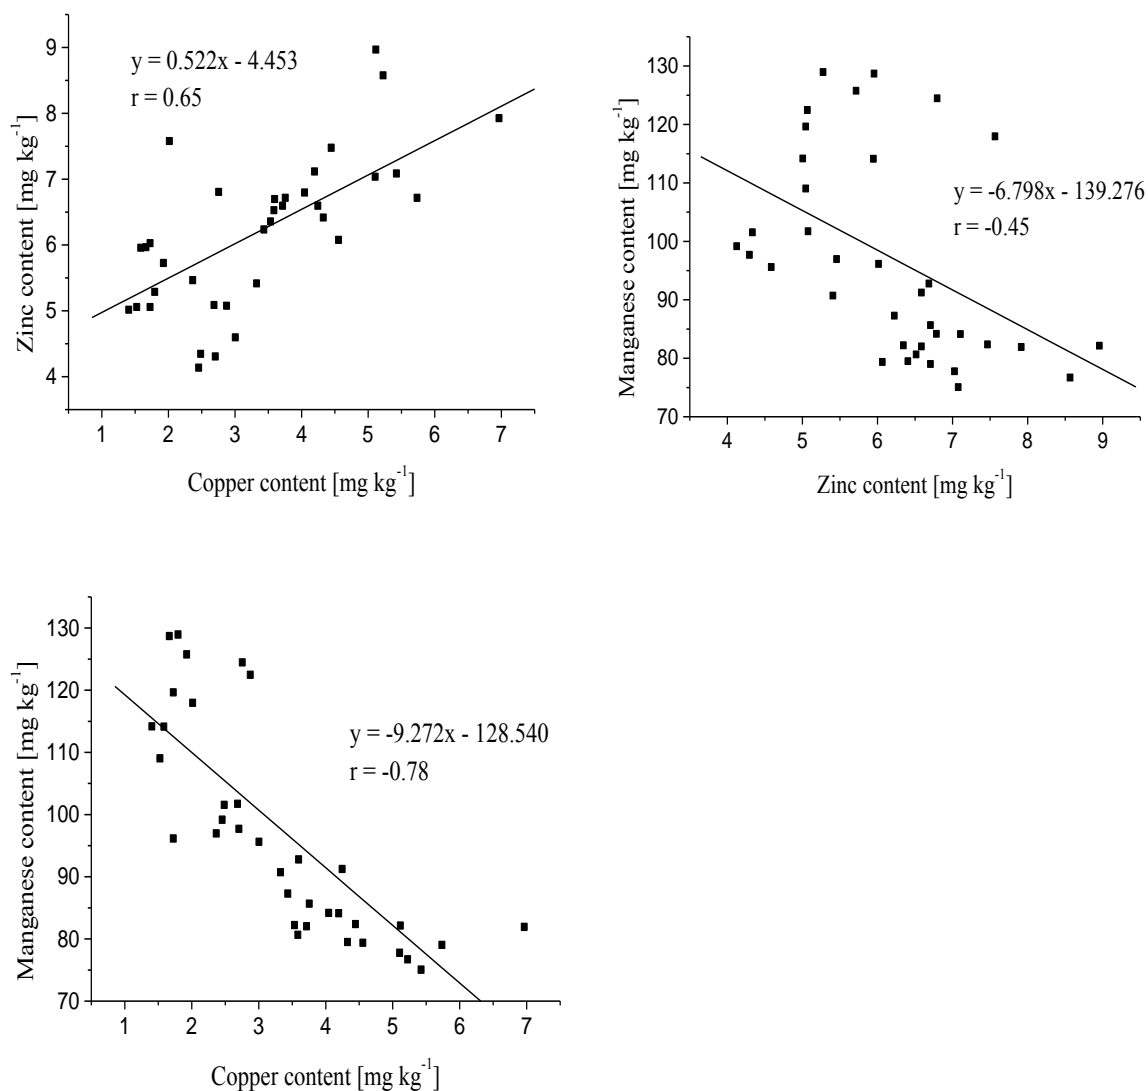 9
8
7
6
5
4
1 2 3 4 5 6 7
Zinc content [mg kg⁻¹]
y = 0.522x - 4.453
r = 0.65
Copper content [mg kg⁻¹]
130
120
110
100
90
80
70
4 5 6 7 8 9
Manganese content [mg kg⁻¹]
y = -6.798x - 139.276
r = -0.45
Zinc content [mg kg⁻¹]
130
120
110
100
90
80
70
1 2 3 4 5 6 7
Manganese content [mg kg⁻¹]
y = -9.272x - 128.540
r = -0.78
Copper content [mg kg⁻¹]